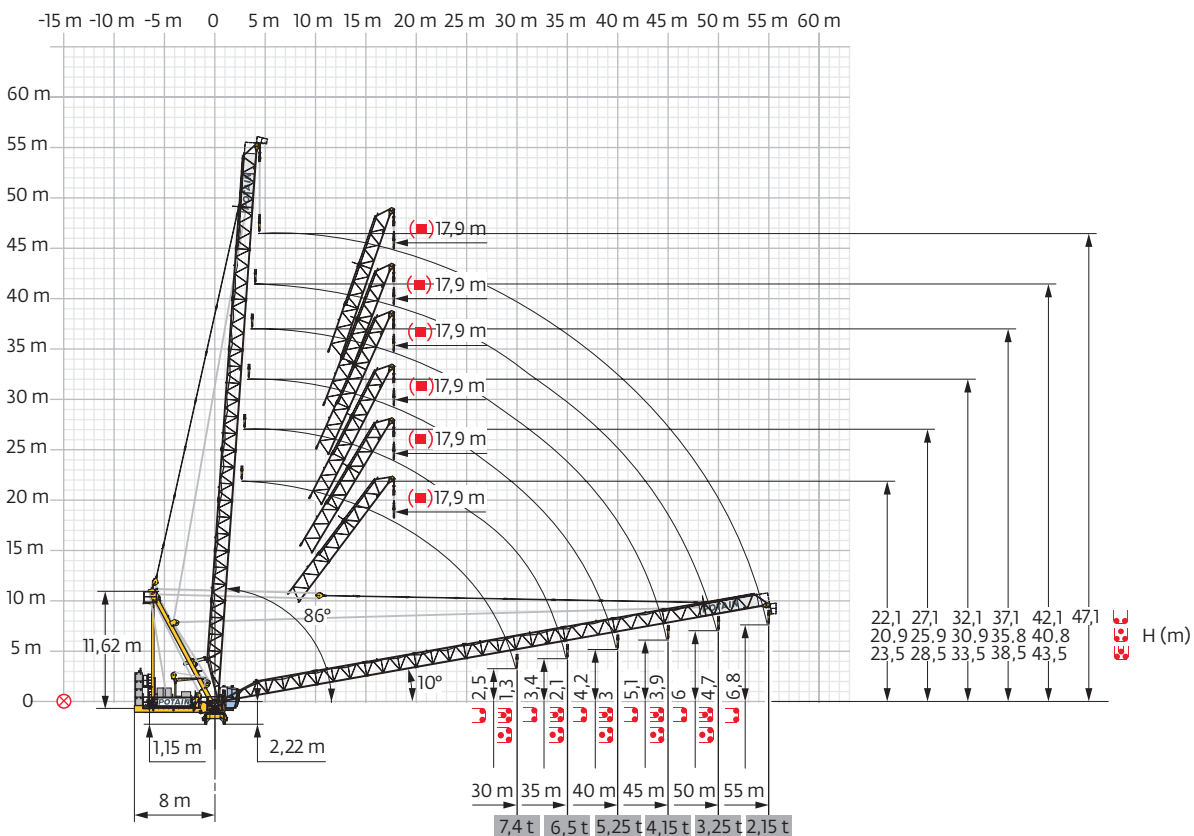 -15 m -10 m -5 m 0 5 m 10 m 15 m 20 m 25 m 30 m 35 m 40 m 45 m 50 m 55 m 60 m
60 m
55 m
50 m
45 m
40 m
35 m
30 m
25 m
20 m
15 m
10 m
5 m
0
POTAIN
17,9 m
17,9 m
17,9 m
17,9 m
17,9 m
17,9 m
86°
POTAIN
10°
11,62 m
POTAIN
22,1 27,1 32,1 37,1 42,1 47,1
20,9 25,9 30,9 35.8 40,8
23,5 28,5 33,5 38,5 43,5
H (m)
2,5 1,3 3,4 2,1 4,2 3 5,1 3,9 6 4,7 6,8
1,15 m 2,22 m
8 m
30 m 35 m 40 m 45 m 50 m 55 m
7,4 t 6,5 t 5,25 t 4,15 t 3,25 t 2,15 t